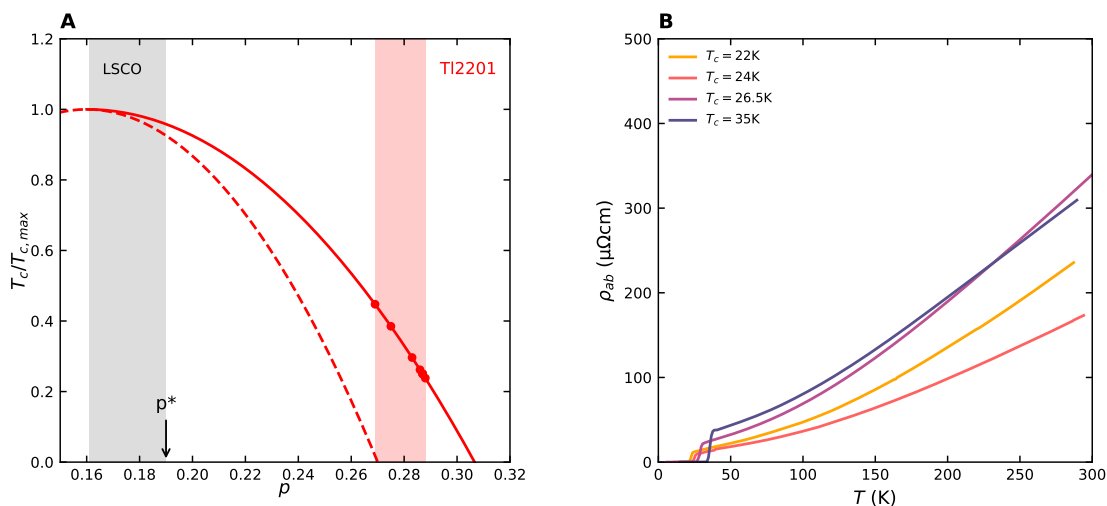 A
1.2
1.0
0.8
0.6
0.4
0.2
0.0
T_c/T_{c,max}
LSCO
Tl2201
p*
0.16 0.18 0.20 0.22 0.24 0.26 0.28 0.30 0.32
p
B
500
400
300
200
100
0
ρ_{ab} (μΩcm)
T_c = 22K
T_c = 24K
T_c = 26.5K
T_c = 35K
0 50 100 150 200 250 300
T (K)